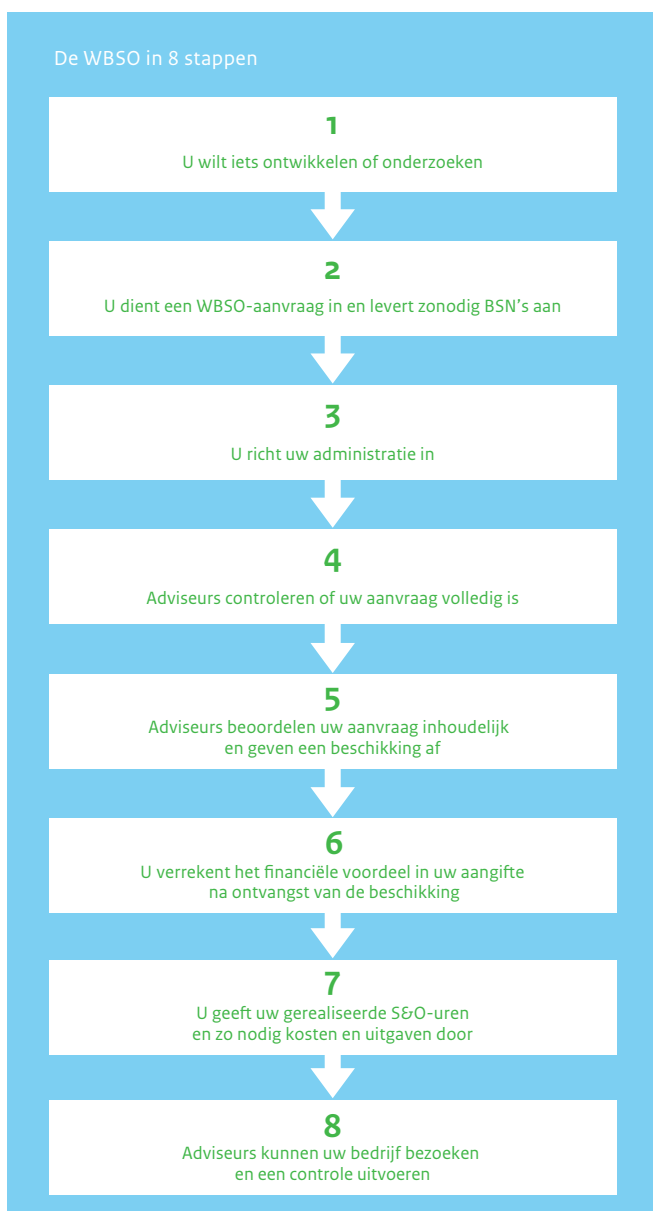 De WBSO in 8 stappen
1
U wilt iets ontwikkelen of onderzoeken
2
U dient een WBSO-aanvraag in en levert zonodig BSN's aan
3
U richt uw administratie in
4
Adviseurs controleren of uw aanvraag volledig is
5
Adviseurs beoordelen uw aanvraag inhoudelijk
en geven een beschikking af
6
U verrekent het financiële voordeel in uw aangifte
na ontvangst van de beschikking
7
U geeft uw gerealiseerde S&O-uren
en zo nodig kosten en uitgaven door
8
Adviseurs kunnen uw bedrijf bezoeken
en een controle uitvoeren